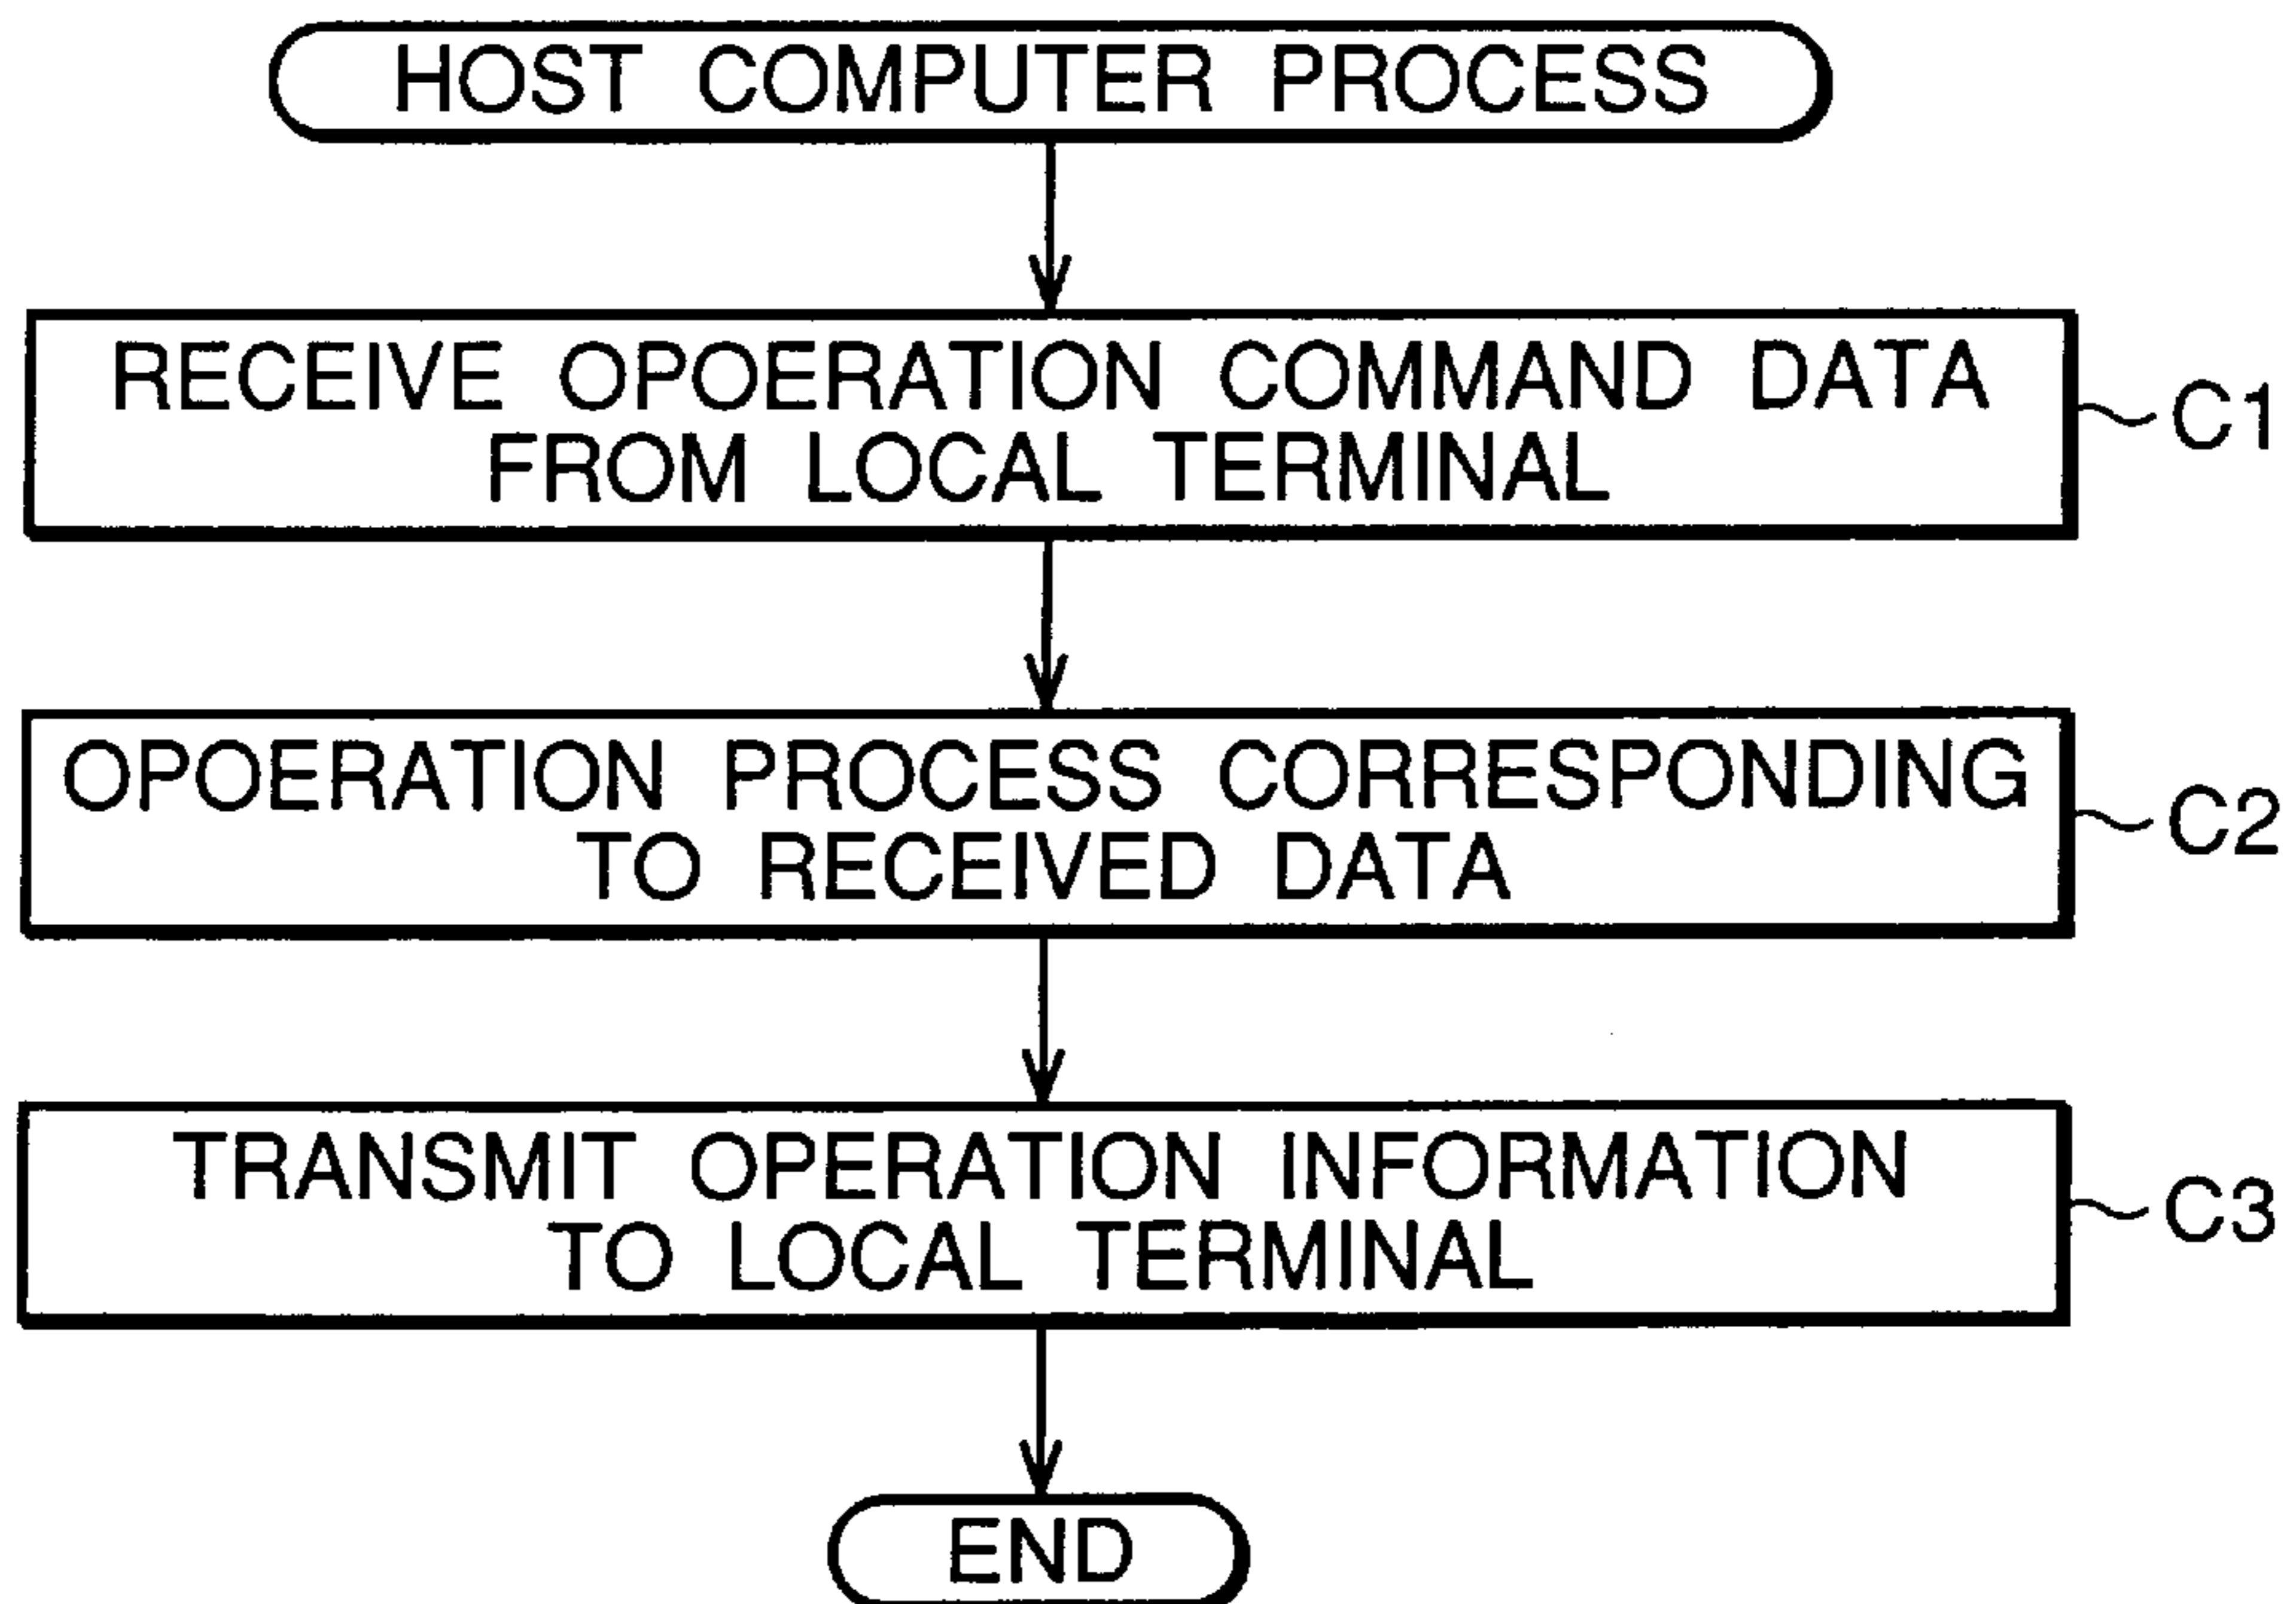 HOST COMPUTER PROCESS
RECEIVE OPOERATION COMMAND DATA
FROM LOCAL TERMINAL
C1
OPOERATION PROCESS CORRESPONDING
TO RECEIVED DATA
C2
TRANSMIT OPERATION INFORMATION
TO LOCAL TERMINAL
C3
END